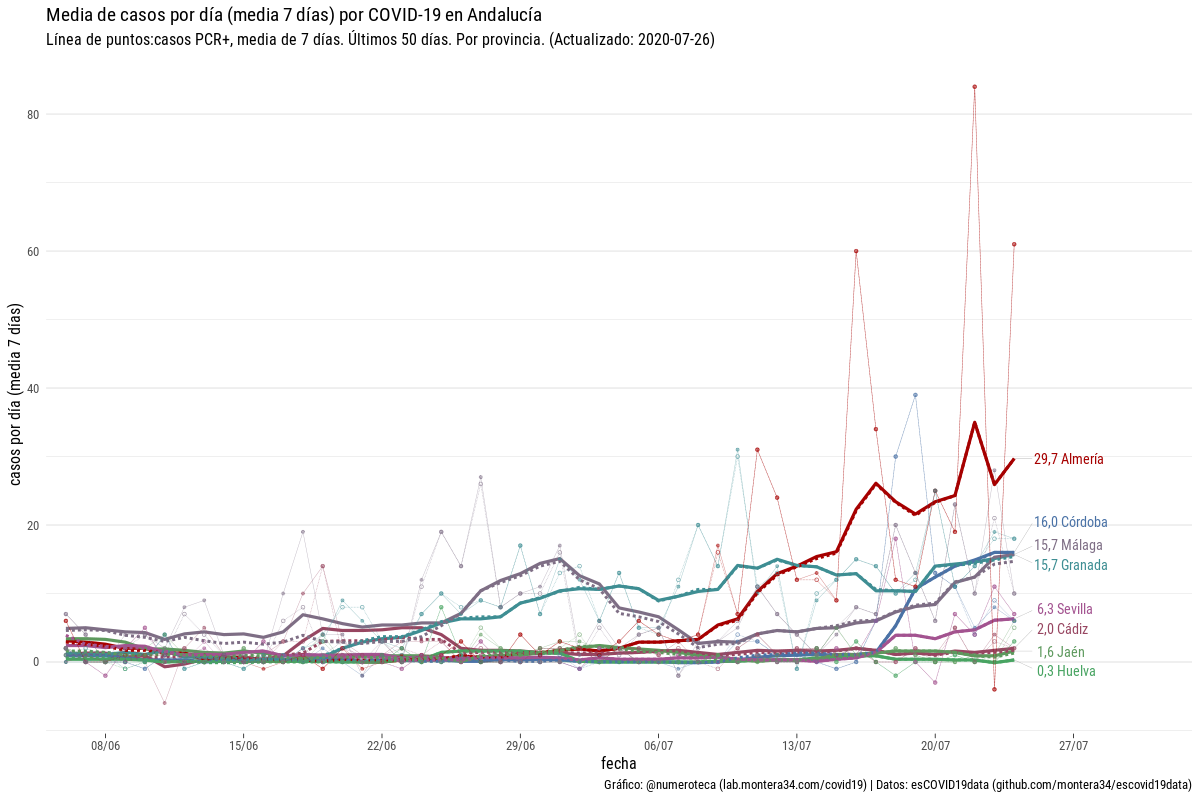 Media de casos por día (media 7 días) por COVID-19 en Andalucía
Línea de puntos:casos PCR+, media de 7 días. Últimos 50 días. Por provincia. (Actualizado: 2020-07-26)
casos por día (media 7 días)
80
60
40
20
0
29,7 Almería
16,0 Córdoba
15,7 Málaga
15,7 Granada
6,3 Sevilla
2,0 Cádiz
1,6 Jaén
0,3 Huelva
08/06 15/06 22/06 29/06 06/07 13/07 20/07 27/07
fecha
Gráfico: @numeroteca (lab.montera34.com/covid19) | Datos: esCOVID19data (github.com/montera34/escovid19data)